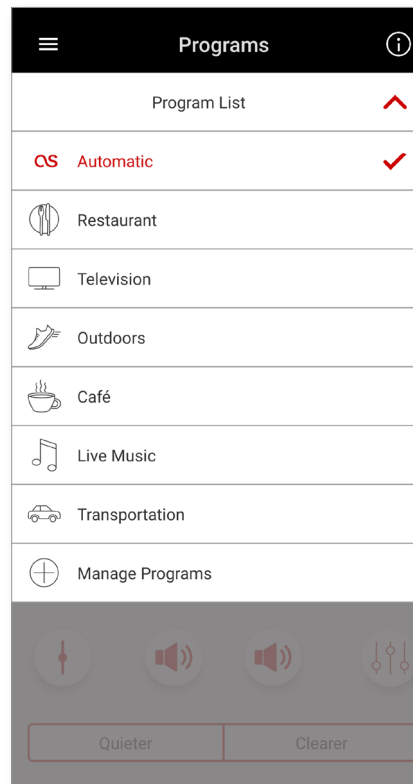 Programs
Program List
Automatic
Restaurant
Television
Outdoors
Café
Live Music
Transportation
Manage Programs
Quieter
Clearer